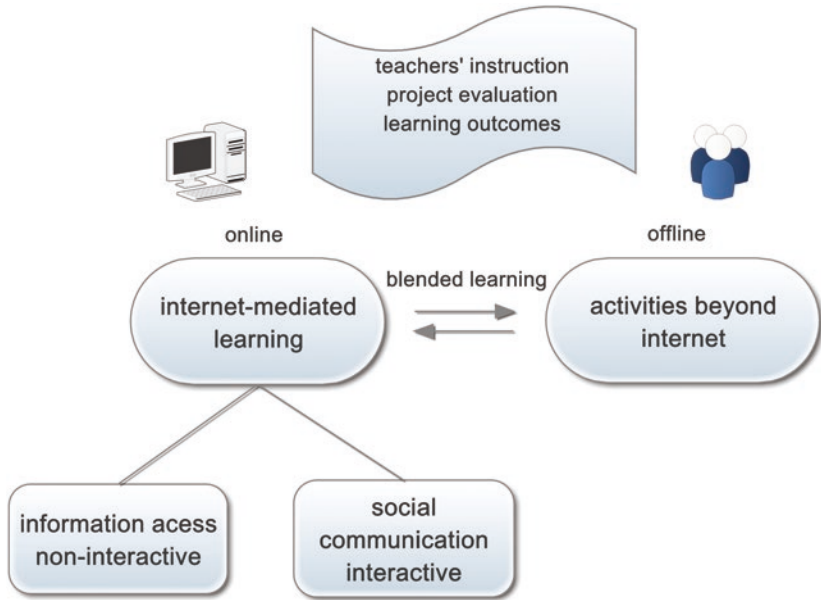 teachers' instruction
project evaluation
learning outcomes
online
offline
blended learning
internet-mediated
learning
activities beyond
internet
information acess
non-interactive
social
communication
interactive